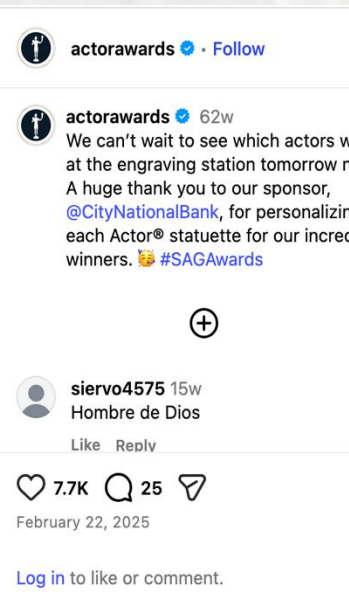 actorawards · Follow
actorawards 62w
We can't wait to see which actors w
at the engraving station tomorrow n
A huge thank you to our sponsor,
@CityNationalBank, for personalizin
each Actor® statuette for our incred
winners. 🥳 #SAGAwards
siervo4575 15w
Hombre de Dios
Like Reply
7.7K 25
February 22, 2025
Log in to like or comment.